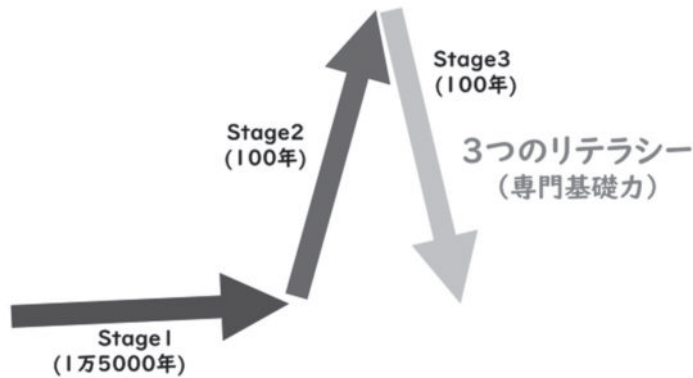 Stage3
(100年)
Stage2
(100年)
3つのリテラシー
(専門基礎力)
Stage1
(1万5000年)